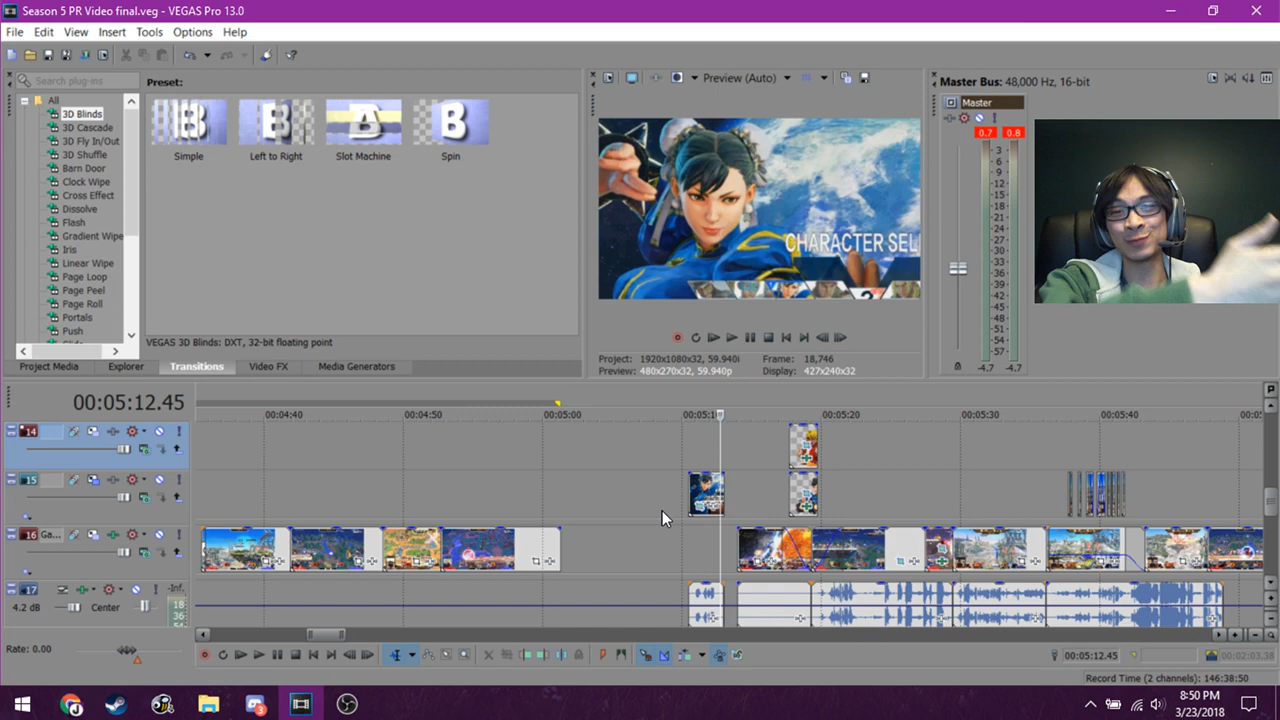 Season 5 PR Video final.veg - VEGAS Pro 13.0
File Edit View Insert Tools Options Help
Search plug-ins
All
3D Blinds
3D Cascade
3D Fly In/Out
3D Shuffle
Barn Door
Clock Wipe
Cross Effect
Dissolve
Flash
Gradient Wipe
Iris
Linear Wipe
Page Loop
Page Peel
Page Roll
Portals
Push
Preset:
Simple Left to Right Slot Machine Spin
VEGAS 3D Blinds: DXT, 32-bit floating point
Project Media Explorer Transitions Video FX Media Generators
Preview (Auto)
CHARACTER SEL
Project: 1920x1080x32, 59.940i Frame: 18,746
Preview: 480x270x32, 59.940p Display: 427x240x32
Master Bus: 48,000 Hz, 16-bit
Master
0.7 0.8
3
6
9
12
15
18
21
24
27
30
33
36
39
42
45
48
51
54
57
-4.7 -4.7
00:05:12.45
00:04:40 00:04:50 00:05:00 00:05:10 00:05:20 00:05:30 00:05:40 00:05
14
15
16 Ga...
17 -Inf.
4.2 dB Center 18
36
54
Rate: 0.00
00:05:12.45 00:02:03.38
Record Time (2 channels): 146:38:50
8:50 PM
3/23/2018